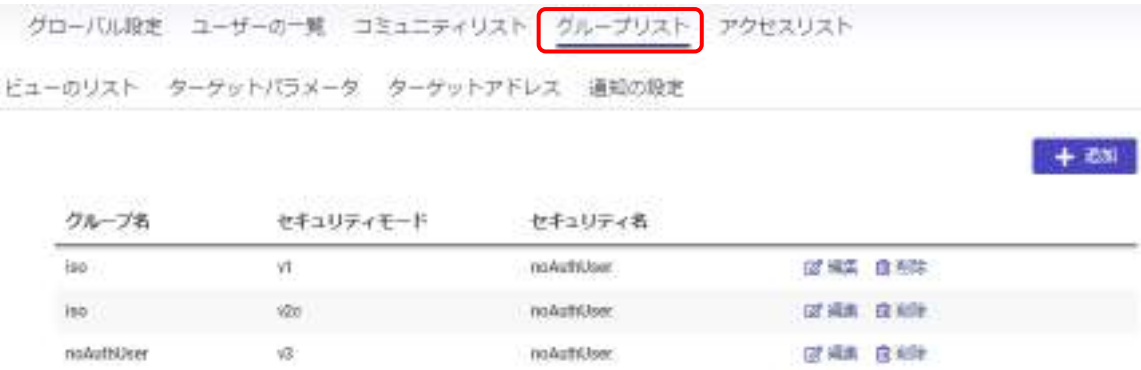 グローバル設定 ユーザーの一覧 コミュニティリスト グループリスト アクセスリスト
ビューのリスト ターゲットパラメータ ターゲットアドレス 通知の設定
+ 追加
グループ名 セキュリティモード セキュリティ名
iso v1 noAuthUser 編集 削除
iso v2c noAuthUser 編集 削除
noAuthUser v3 noAuthUser 編集 削除